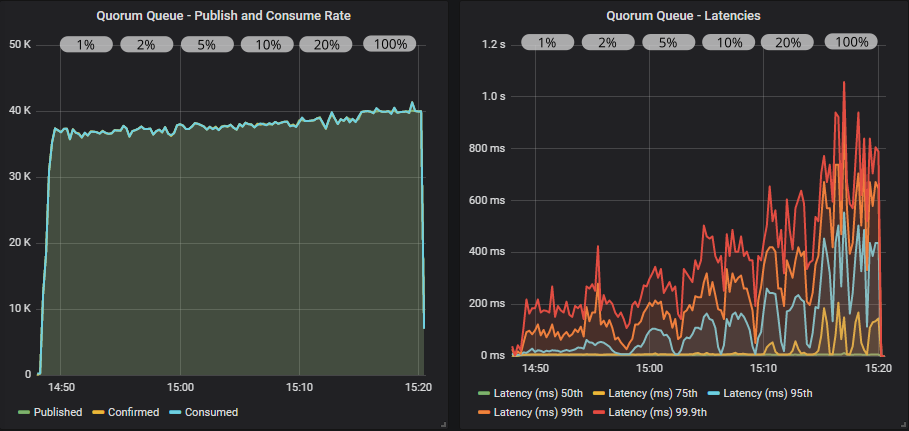 Quorum Queue - Publish and Consume Rate
50 K
1% 2% 5% 10% 20% 100%
40 K
30 K
20 K
10 K
0
14:50 15:00 15:10 15:20
Published Confirmed Consumed
Quorum Queue - Latencies
1.2 s
1% 2% 5% 10% 20% 100%
1.0 s
800 ms
600 ms
400 ms
200 ms
0 ms
14:50 15:00 15:10 15:20
Latency (ms) 50th Latency (ms) 75th Latency (ms) 95th
Latency (ms) 99th Latency (ms) 99.9th